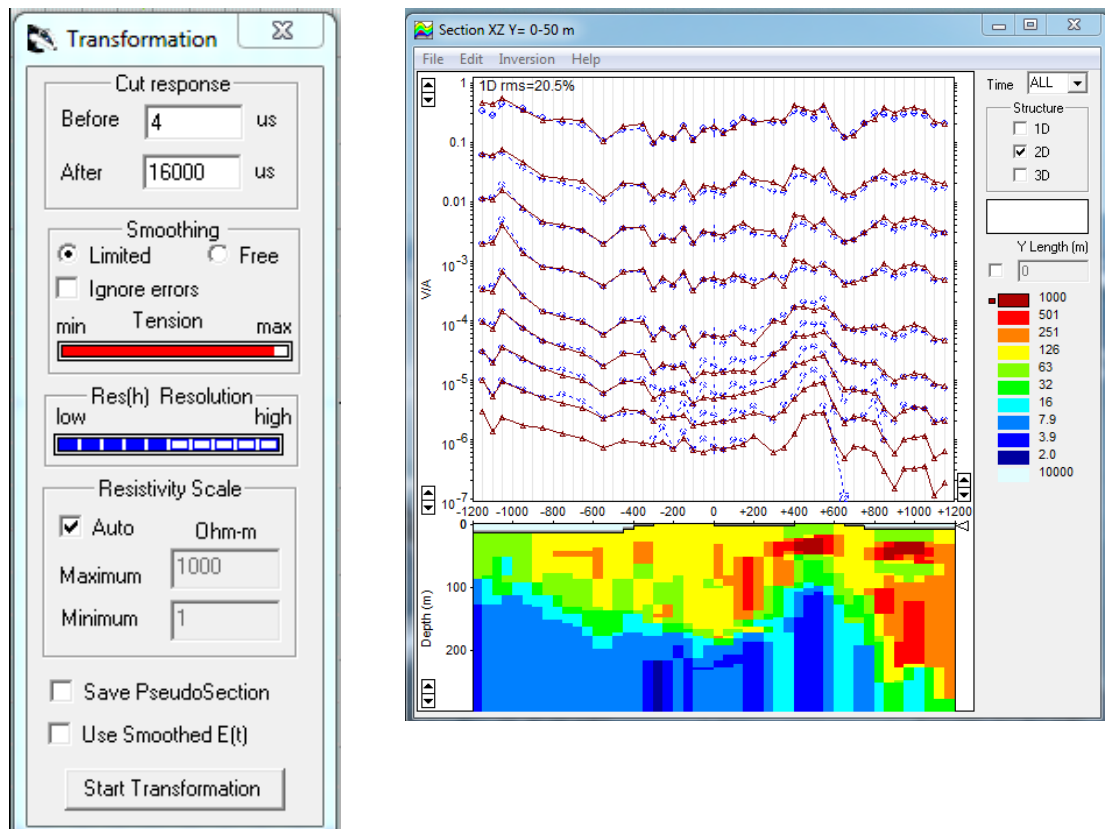 Transformation
Cut response
Before 4 us
After 16000 us
Smoothing
Limited Free
Ignore errors
min Tension max
Res(h) Resolution
low high
Resistivity Scale
Auto Ohm-m
Maximum 1000
Minimum 1
Save PseudoSection
Use Smoothed E(t)
Start Transformation
Section XZ Y= 0-50 m
File Edit Inversion Help
1D rms=20.5%
1
0.1
0.01
10⁻³
V/A
10⁻⁴
10⁻⁵
10⁻⁶
10⁻⁷
-1200 -1000 -800 -600 -400 -200 0 +200 +400 +600 +800 +1000 +1200
0
100
Depth (m)
200
Time ALL
Structure
1D
2D
3D
Y Length (m)
0
1000
501
251
126
63
32
16
7.9
3.9
2.0
10000